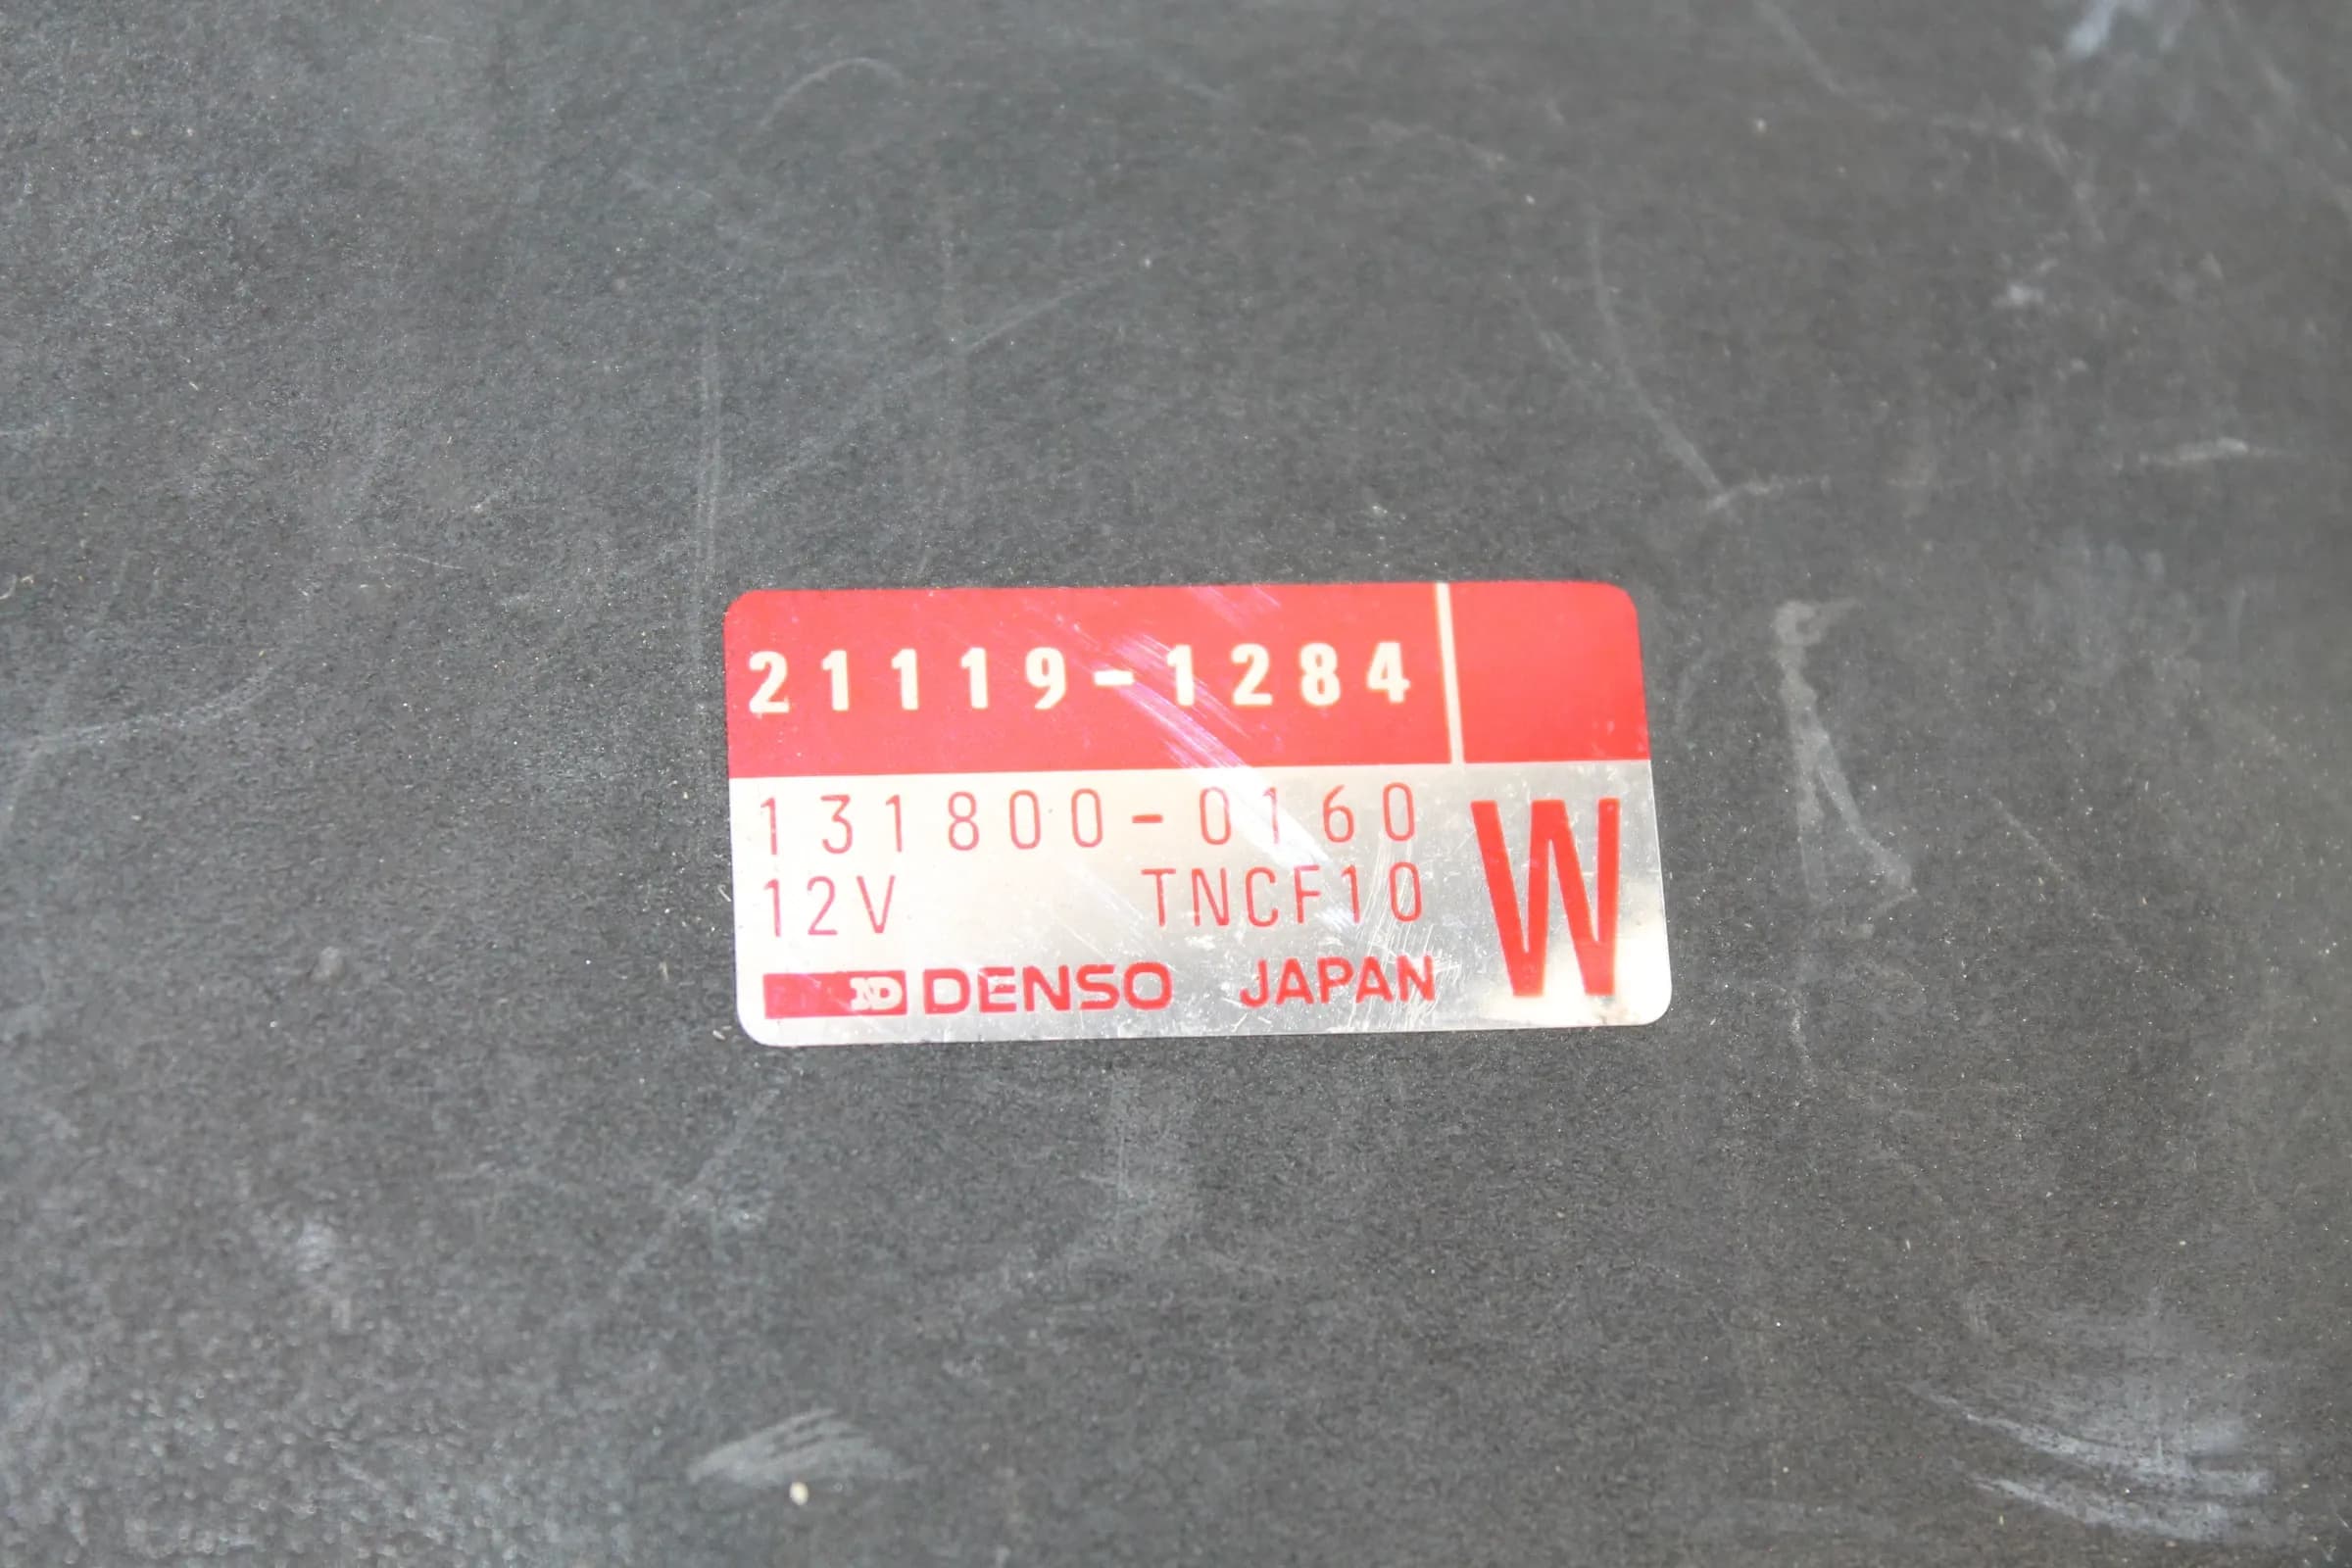 21119-1284
131800-0160
12V TNCF10 W
ND DENSO JAPAN